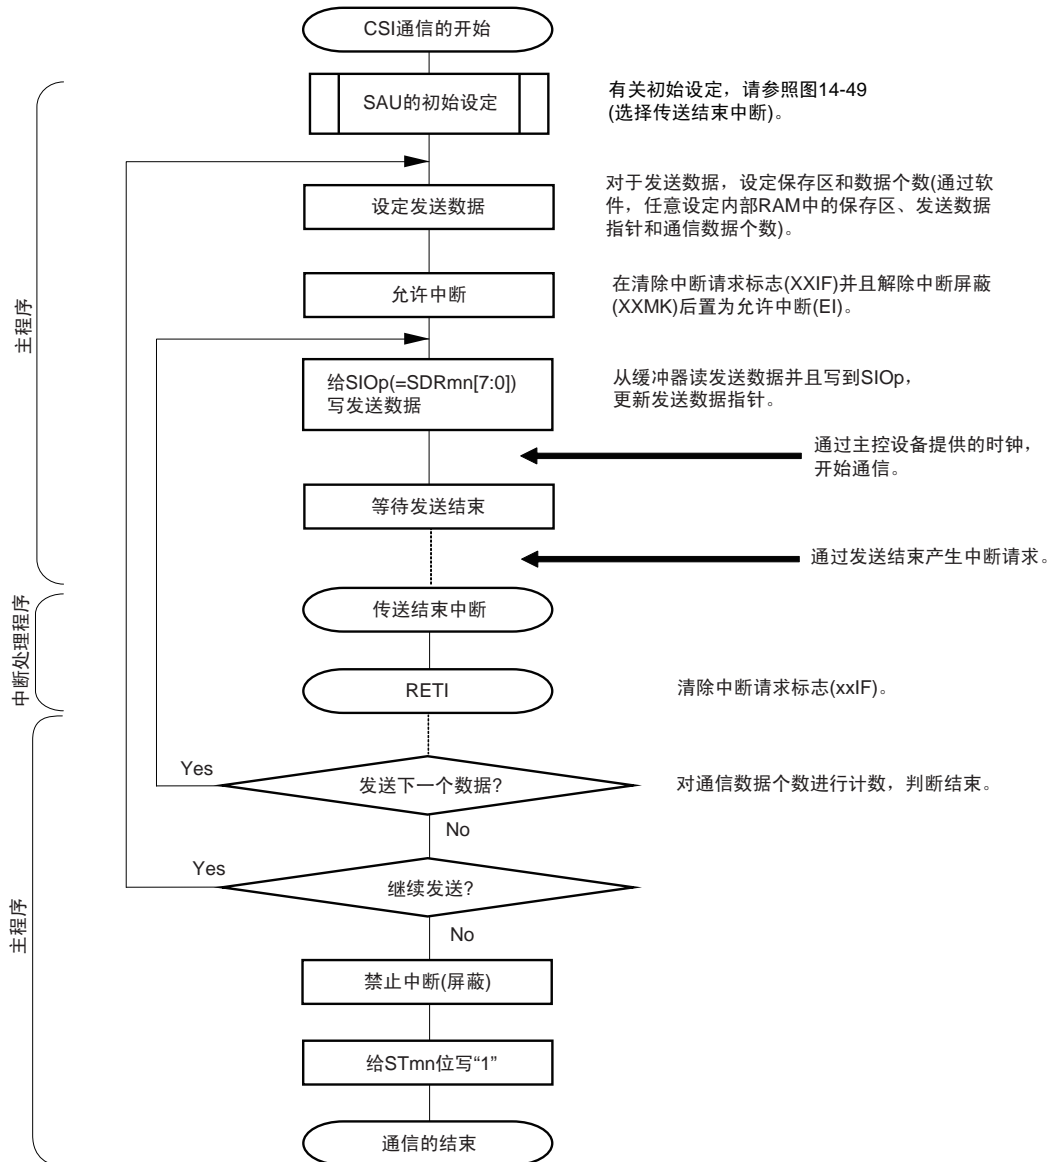 CSI通信的开始
SAU的初始设定
有关初始设定，请参照图14-49
(选择传送结束中断)。
设定发送数据
对于发送数据，设定保存区和数据个数(通过软
件，任意设定内部RAM中的保存区、发送数据
指针和通信数据个数)。
允许中断
在清除中断请求标志(XXIF)并且解除中断屏蔽
(XXMK)后置为允许中断(EI)。
主程序
给SIOp(=SDRmn[7:0])
写发送数据
从缓冲器读发送数据并且写到SIOp，
更新发送数据指针。
通过主控设备提供的时钟，
开始通信。
等待发送结束
通过发送结束产生中断请求。
传送结束中断
中断处理程序
RETI
清除中断请求标志(xxIF)。
Yes
发送下一个数据?
对通信数据个数进行计数，判断结束。
No
Yes
继续发送?
No
主程序
禁止中断(屏蔽)
给STmn位写“1”
通信的结束